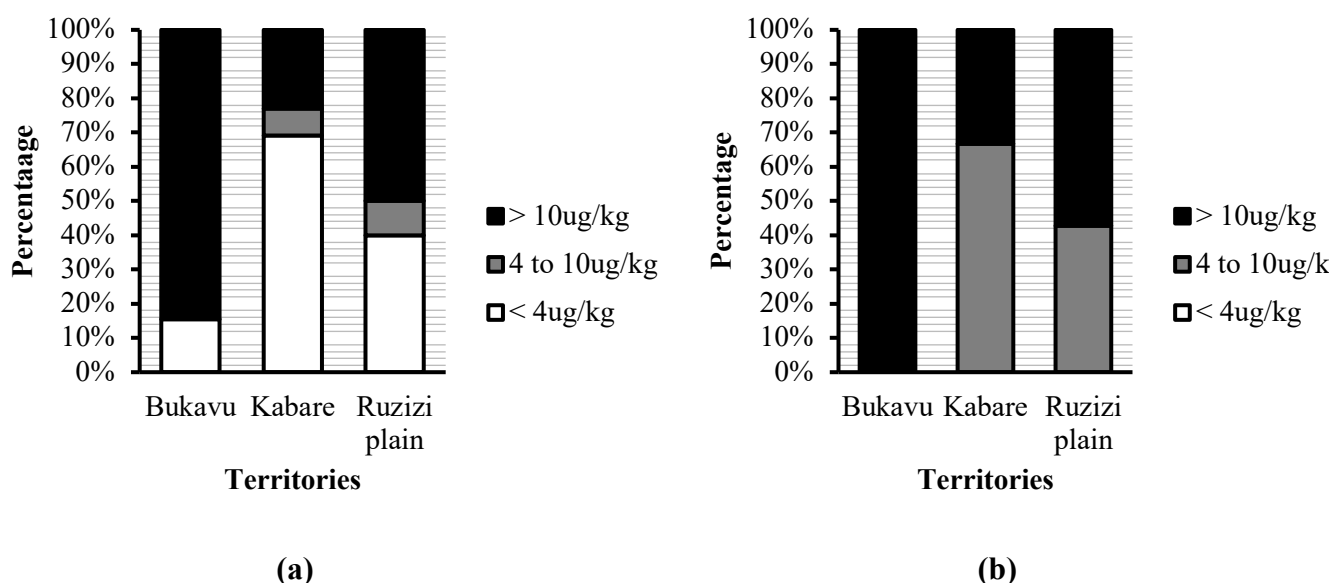 100%
90%
80%
70%
60%
50%
40%
30%
20%
10%
0%
Percentaage
Bukavu Kabare Ruzizi
plain
Territories
> 10ug/kg
4 to 10ug/kg
< 4ug/kg
(a)
100%
90%
80%
70%
60%
50%
40%
30%
20%
10%
0%
Percentage
Bukavu Kabare Ruzizi
plain
Territories
> 10ug/kg
4 to 10ug/k
< 4ug/kg
(b)